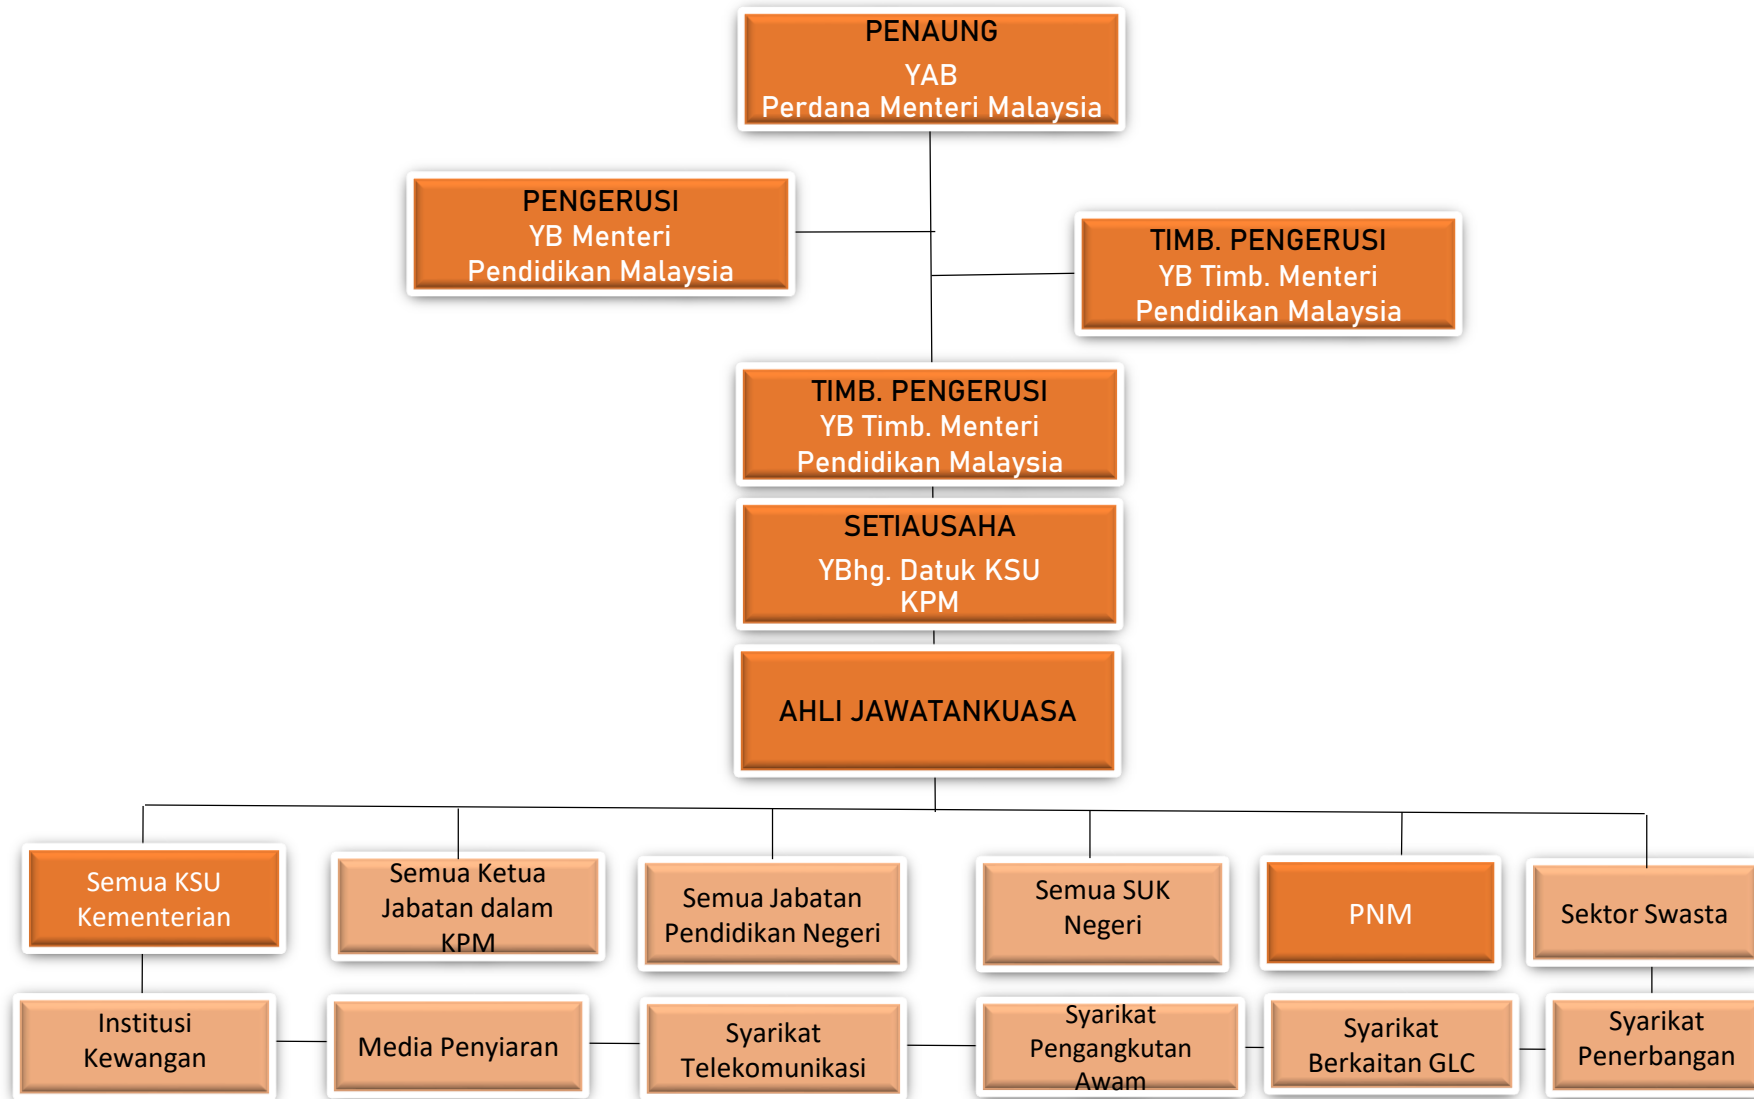 PENAUNG
YAB
Perdana Menteri Malaysia
PENGERUSI
YB Menteri
Pendidikan Malaysia
TIMB. PENGERUSI
YB Timb. Menteri
Pendidikan Malaysia
TIMB. PENGERUSI
YB Timb. Menteri
Pendidikan Malaysia
SETIAUSAHA
YBhg. Datuk KSU
KPM
AHLI JAWATANKUASA
Semua KSU
Kementerian
Semua Ketua
Jabatan dalam
KPM
Semua Jabatan
Pendidikan Negeri
Semua SUK
Negeri
PNM
Sektor Swasta
Institusi
Kewangan
Media Penyiaran
Syarikat
Telekomunikasi
Syarikat
Pengangkutan
Awam
Syarikat
Berkaitan GLC
Syarikat
Penerbangan